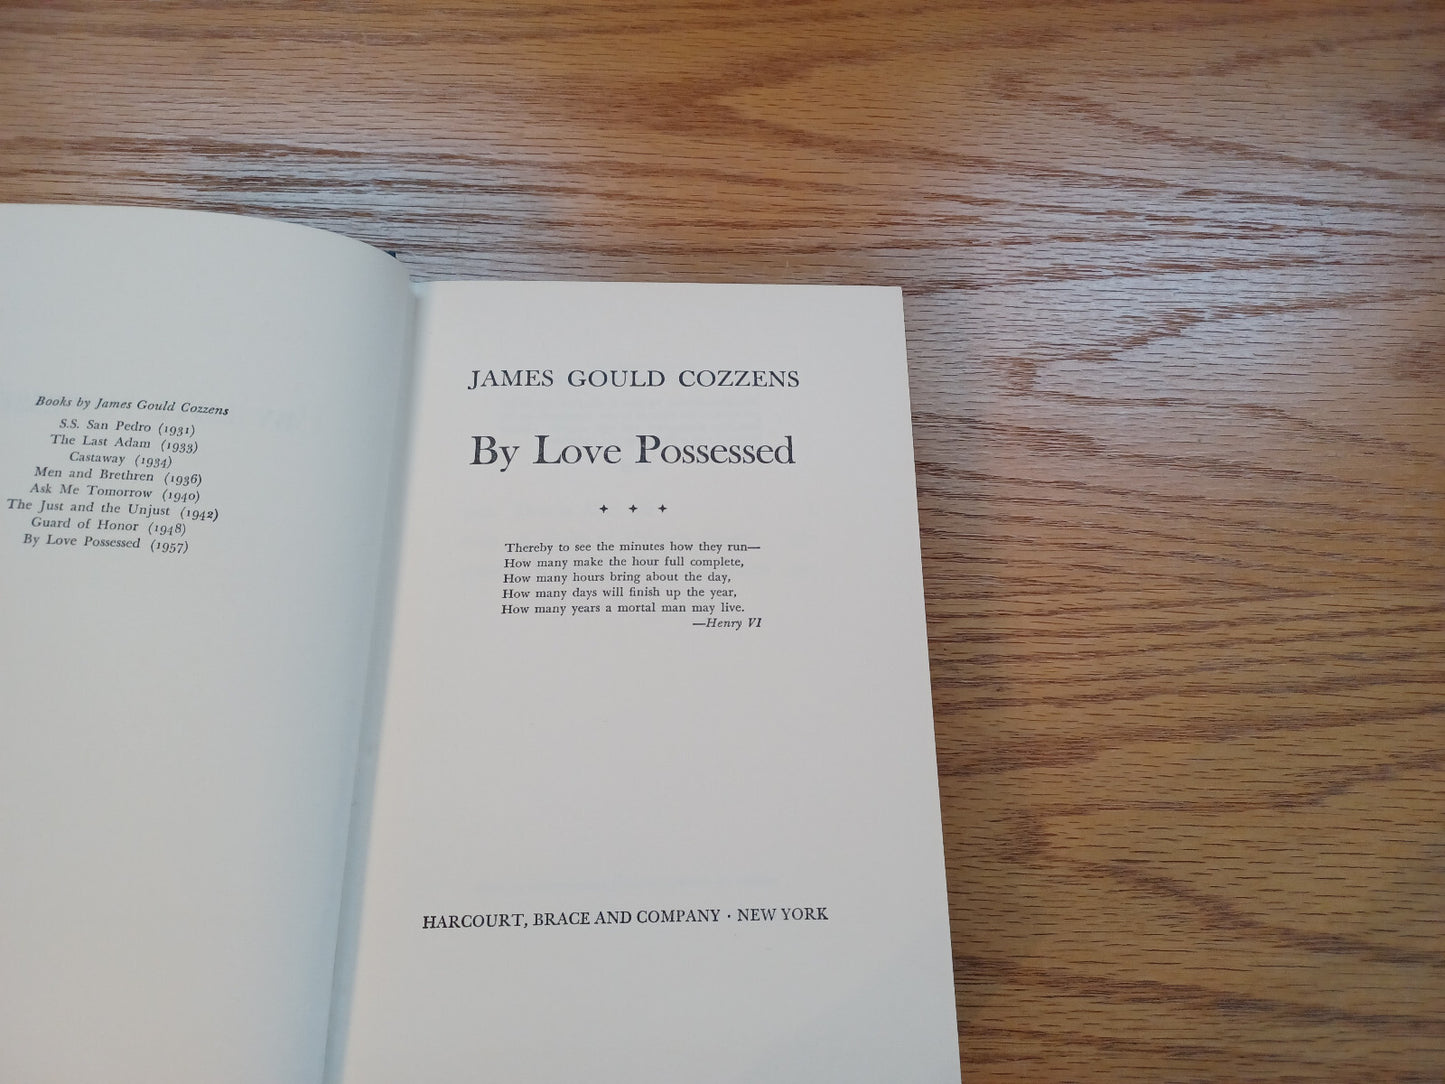 Books by James Gould Cozzens
S.S. San Pedro (1931)
The Last Adam (1933)
Castaway (1934)
Men and Brethren (1936)
Ask Me Tomorrow (1940)
The Just and the Unjust (1942)
Guard of Honor (1948)
By Love Possessed (1957)
JAMES GOULD COZZENS
By Love Possessed
Thereby to see the minutes how they run—
How many make the hour full complete,
How many hours bring about the day,
How many days will finish up the year,
How many years a mortal man may live.
—Henry VI
HARCOURT, BRACE AND COMPANY · NEW YORK